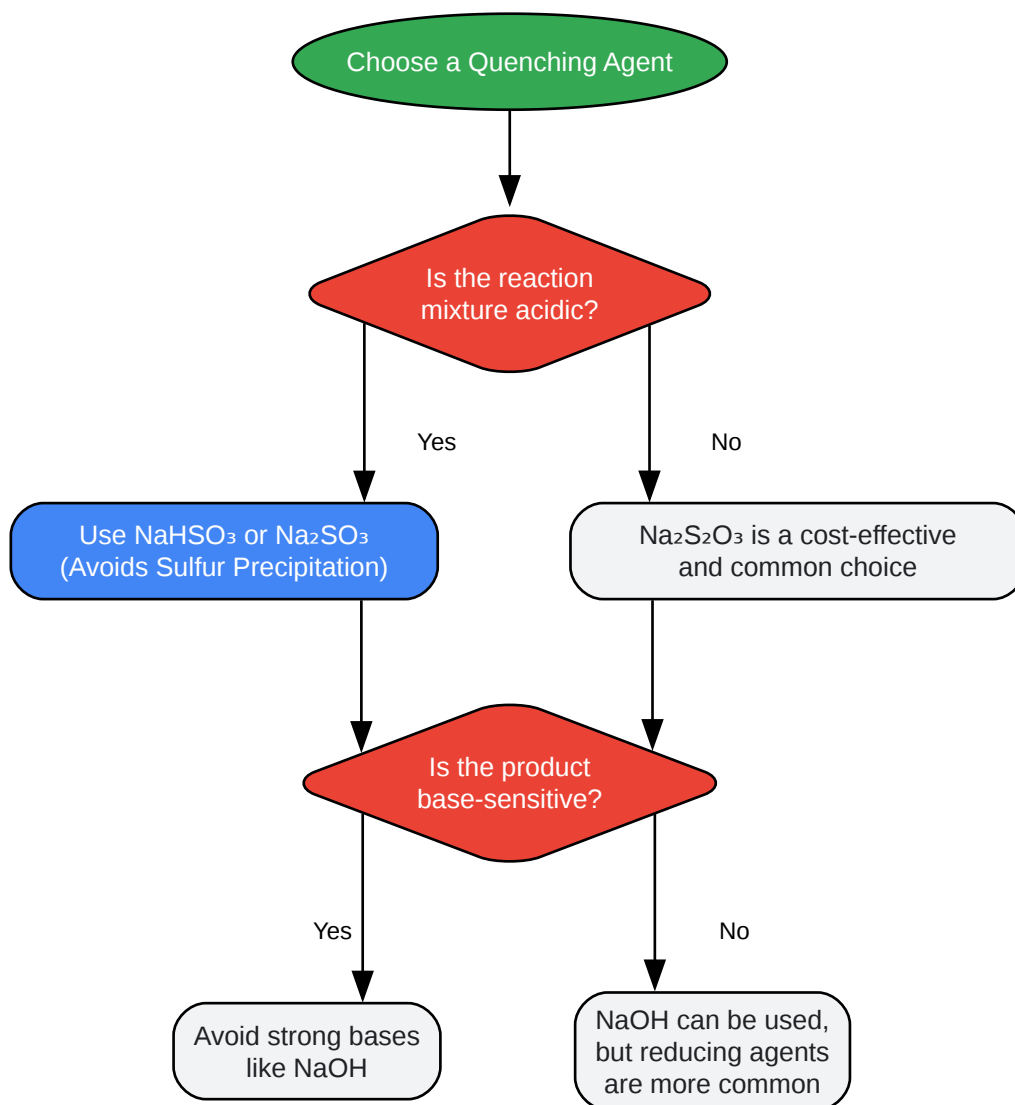 Choose a Quenching Agent
Is the reaction
mixture acidic?
Yes
No
Use NaHSO₃ or Na₂SO₃
(Avoids Sulfur Precipitation)
Na₂S₂O₃ is a cost-effective
and common choice
Is the product
base-sensitive?
Yes
No
Avoid strong bases
like NaOH
NaOH can be used,
but reducing agents
are more common